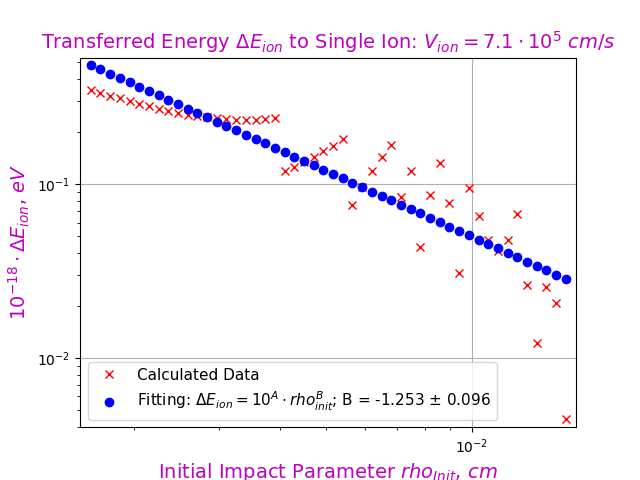 Transferred Energy ΔE_ion to Single Ion: V_ion = 7.1 · 10^5 cm/s
10^−18 · ΔE_ion, eV
10^−1
10^−2
Calculated Data
Fitting: ΔE_ion = 10^A · rho_init^B; B = -1.253 ± 0.096
10^−2
Initial Impact Parameter rho_Init, cm